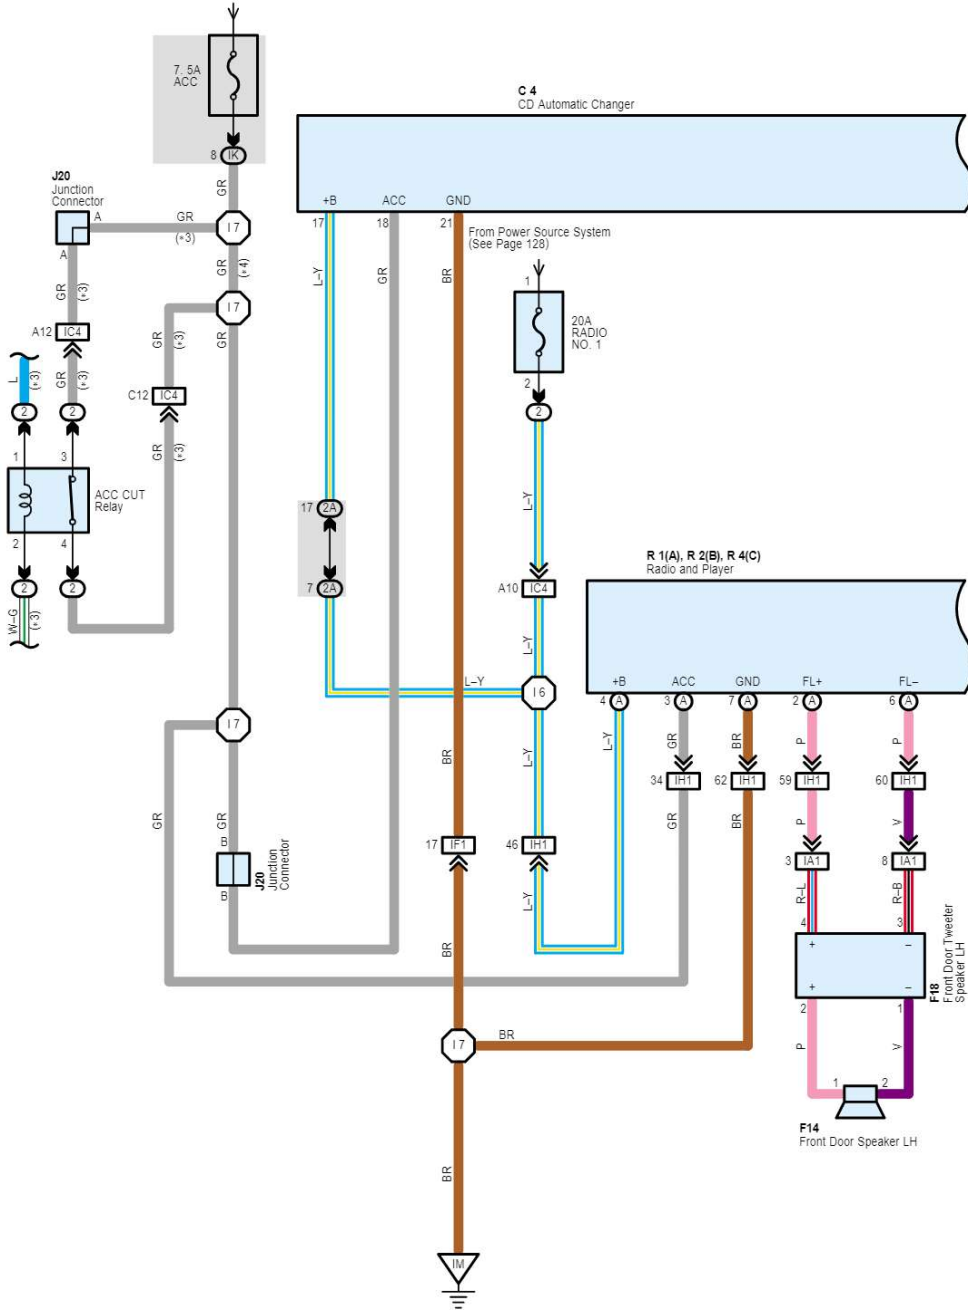 7. 5A
ACC
8 IK
GR
C 4
CD Automatic Changer
+B ACC GND
17 18 21
J20
Junction
Connector
A
GR
(*3)
I 7
A
GR
(*3)
GR
(*4)
I 7
L–Y
GR
BR
From Power Source System
(See Page 128)
1
20A
RADIO
NO. 1
2
2
A12 IC4
GR
(*3)
C12 IC4
GR
L
(*3)
GR
(*3)
2
2
1
3
GR
(*3)
ACC CUT
Relay
2
4
2
2
W–G
(*3)
17 2A
7 2A
L–Y
A10 IC4
L–Y
L–Y
I 6
R 1(A), R 2(B), R 4(C)
Radio and Player
+B ACC GND FL+ FL–
4 A 3 A 7 A 2 A 6 A
I 7
GR
GR
B
B
J20
Junction
Connector
BR
L–Y
L–Y
GR
BR
P
P
34 IH1
62 IH1
59 IH1
60 IH1
GR
BR
P
V
17 IF1
46 IH1
3 IA1
8 IA1
L–Y
BR
R–L
R–B
4
3
+ –
+ –
F18
Front Door Tweeter
Speaker LH
2
1
P
V
I 7
BR
1
2
F14
Front Door Speaker LH
BR
IM